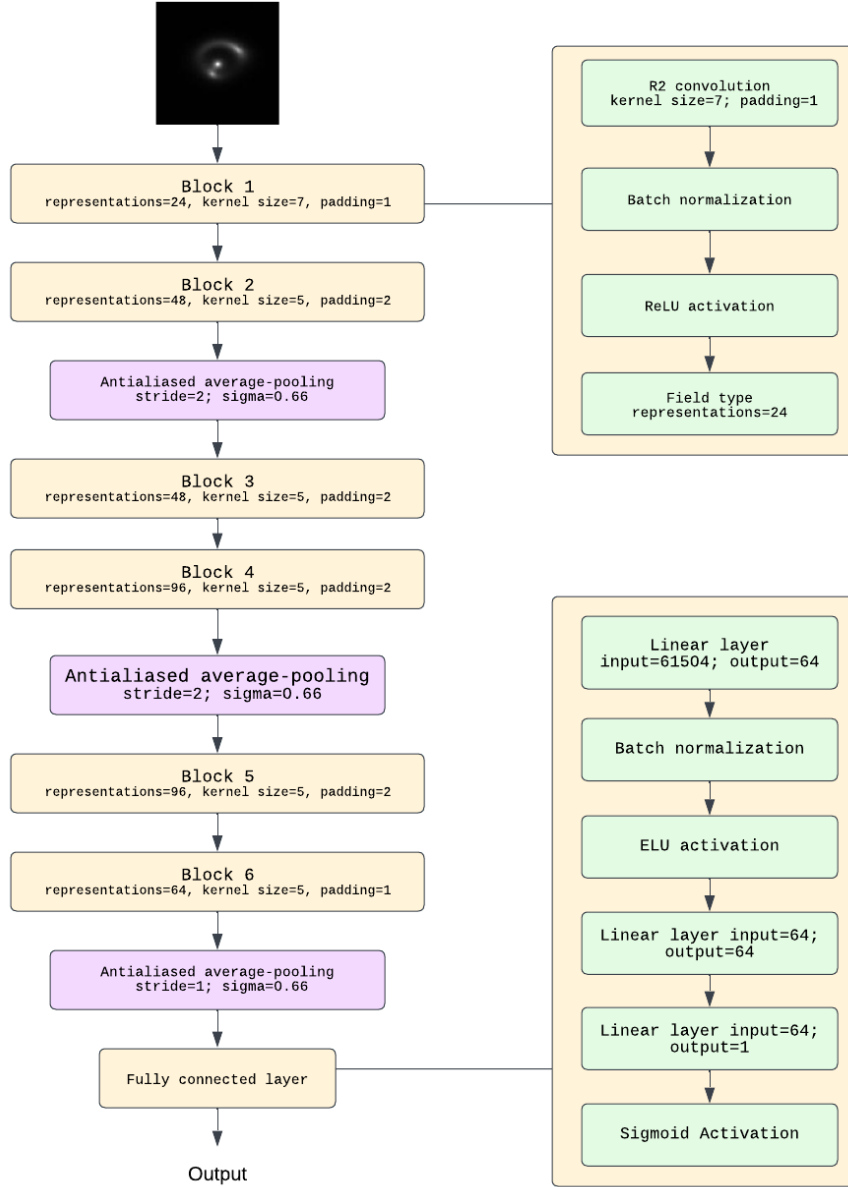 Block 1
representations=24, kernel size=7, padding=1
Block 2
representations=48, kernel size=5, padding=2
Antialiased average-pooling
stride=2; sigma=0.66
Block 3
representations=48, kernel size=5, padding=2
Block 4
representations=96, kernel size=5, padding=2
Antialiased average-pooling
stride=2; sigma=0.66
Block 5
representations=96, kernel size=5, padding=2
Block 6
representations=64, kernel size=5, padding=1
Antialiased average-pooling
stride=1; sigma=0.66
Fully connected layer
Output
R2 convolution
kernel size=7; padding=1
Batch normalization
ReLU activation
Field type
representations=24
Linear layer
input=61504; output=64
Batch normalization
ELU activation
Linear layer input=64;
output=64
Linear layer input=64;
output=1
Sigmoid Activation